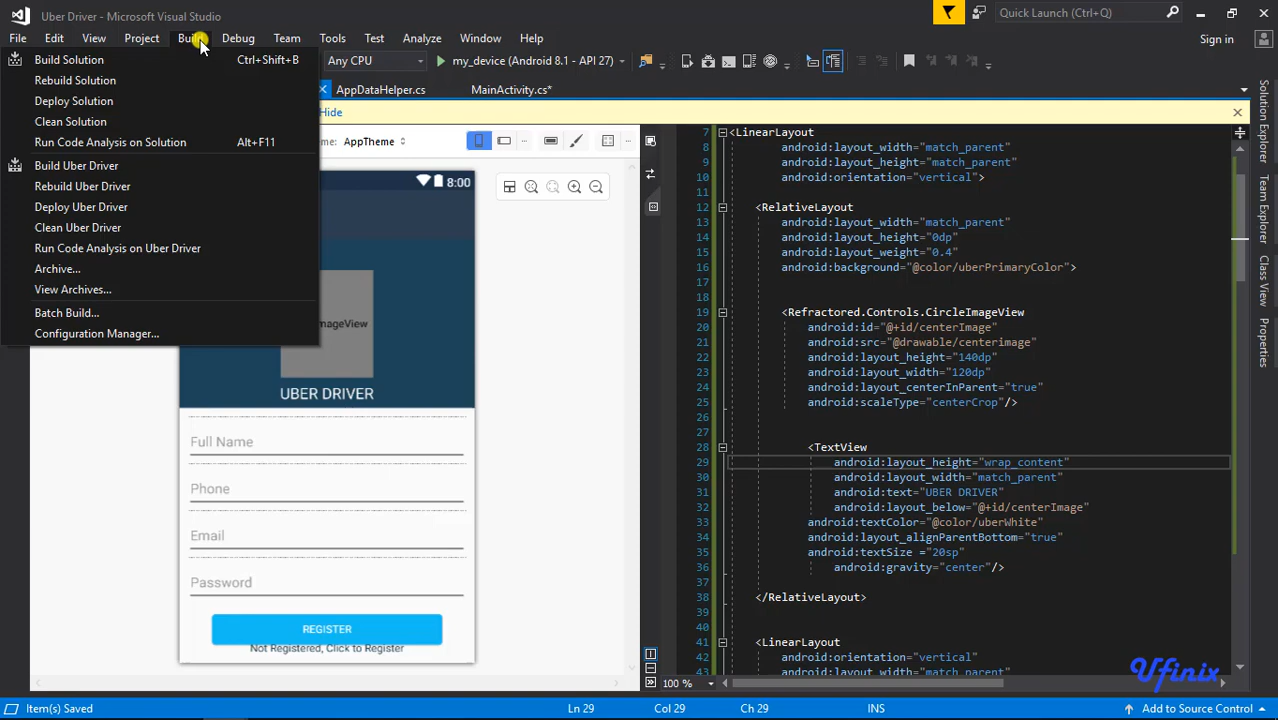 Uber Driver - Microsoft Visual Studio
Quick Launch (Ctrl+Q)
File Edit View Project Build Debug Team Tools Test Analyze Window Help
Sign in
Build Solution Ctrl+Shift+B
Rebuild Solution
Deploy Solution
Clean Solution
Run Code Analysis on Solution Alt+F11
Build Uber Driver
Rebuild Uber Driver
Deploy Uber Driver
Clean Uber Driver
Run Code Analysis on Uber Driver
Archive...
View Archives...
Batch Build...
Configuration Manager...
Any CPU
my_device (Android 8.1 - API 27)
AppDataHelper.cs
MainActivity.cs*
Hide
AppTheme
8:00
UBER DRIVER
Full Name
Phone
Email
Password
REGISTER
Not Registered, Click to Register
7 <LinearLayout
8 android:layout_width="match_parent"
9 android:layout_height="match_parent"
10 android:orientation="vertical">
11
12 <RelativeLayout
13 android:layout_width="match_parent"
14 android:layout_height="0dp"
15 android:layout_weight="0.4"
16 android:background="@color/uberPrimaryColor">
17
18
19 <Refractored.Controls.CircleImageView
20 android:id="@+id/centerImage"
21 android:src="@drawable/centerimage"
22 android:layout_height="140dp"
23 android:layout_width="120dp"
24 android:layout_centerInParent="true"
25 android:scaleType="centerCrop"/>
26
27
28 <TextView
29 android:layout_height="wrap_content"
30 android:layout_width="match_parent"
31 android:text="UBER DRIVER"
32 android:layout_below="@+id/centerImage"
33 android:textColor="@color/uberWhite"
34 android:layout_alignParentBottom="true"
35 android:textSize ="20sp"
36 android:gravity="center"/>
37
38 </RelativeLayout>
39
40
41 <LinearLayout
42 android:orientation="vertical"
43 android:layout_width="match_parent"
100 %
Solution Explorer
Team Explorer
Class View
Properties
Ufinix
Item(s) Saved
Ln 29 Col 29 Ch 29 INS
Add to Source Control